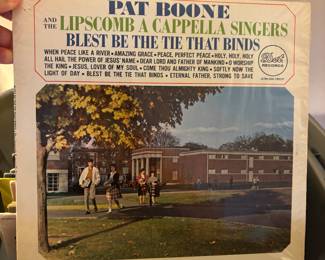 PAT BOONE
AND THE LIPSCOMB A CAPPELLA SINGERS
BLEST BE THE TIE THAT BINDS
WHEN PEACE LIKE A RIVER • AMAZING GRACE • PEACE, PERFECT PEACE • HOLY, HOLY, HOLY
ALL HAIL THE POWER OF JESUS' NAME • DEAR LORD AND FATHER OF MANKIND • O WORSHIP
THE KING • JESUS, LOVER OF MY SOUL • COME THOU ALMIGHTY KING • SOFTLY NOW THE
LIGHT OF DAY • BLEST BE THE TIE THAT BINDS • ETERNAL FATHER, STRONG TO SAVE
Dot
RECORDS